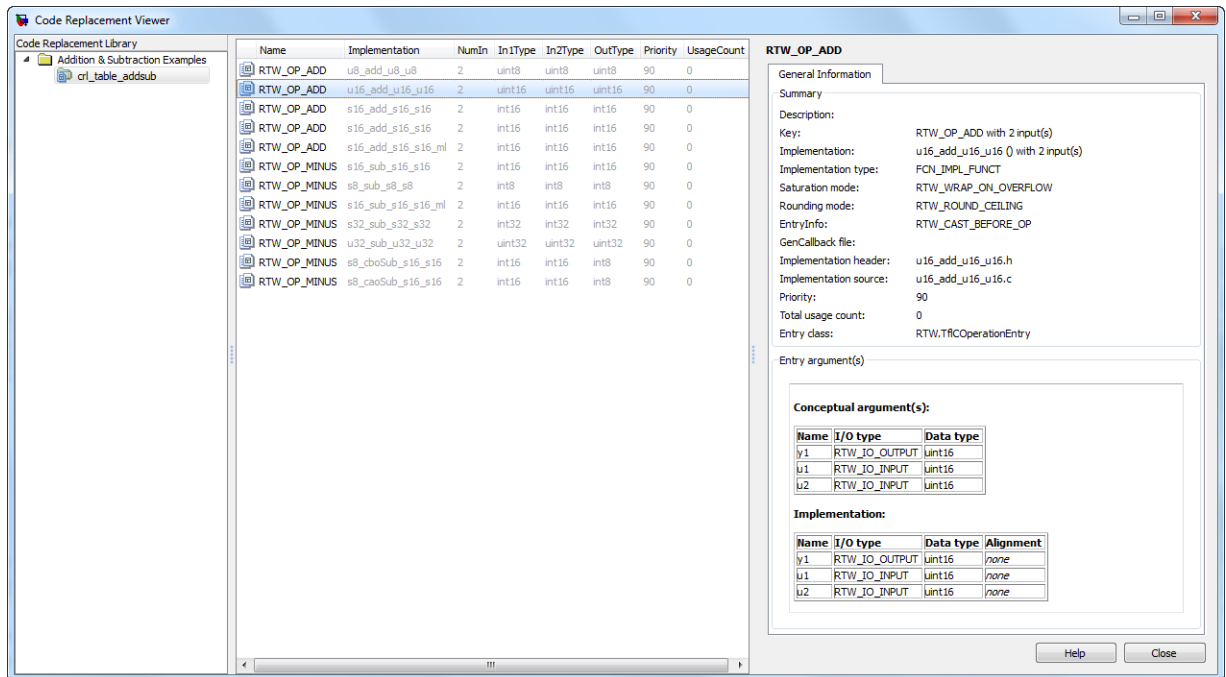 Code Replacement Viewer
Code Replacement Library
Addition & Subtraction Examples
crl_table_addsub
Name Implementation NumIn In1Type In2Type OutType Priority UsageCount
RTW_OP_ADD u8_add_u8_u8 2 uint8 uint8 uint8 90 0
RTW_OP_ADD u16_add_u16_u16 2 uint16 uint16 uint16 90 0
RTW_OP_ADD s16_add_s16_s16 2 int16 int16 int16 90 0
RTW_OP_ADD s16_add_s16_s16 2 int16 int16 int16 90 0
RTW_OP_ADD s16_add_s16_s16_ml 2 int16 int16 int16 90 0
RTW_OP_MINUS s16_sub_s16_s16 2 int16 int16 int16 90 0
RTW_OP_MINUS s8_sub_s8_s8 2 int8 int8 int8 90 0
RTW_OP_MINUS s16_sub_s16_s16_ml 2 int16 int16 int16 90 0
RTW_OP_MINUS s32_sub_s32_s32 2 int32 int32 int32 90 0
RTW_OP_MINUS u32_sub_u32_u32 2 uint32 uint32 uint32 90 0
RTW_OP_MINUS s8_cboSub_s16_s16 2 int16 int16 int8 90 0
RTW_OP_MINUS s8_caoSub_s16_s16 2 int16 int16 int8 90 0
RTW_OP_ADD
General Information
Summary
Description:
Key: RTW_OP_ADD with 2 input(s)
Implementation: u16_add_u16_u16 () with 2 input(s)
Implementation type: FCN_IMPL_FUNCT
Saturation mode: RTW_WRAP_ON_OVERFLOW
Rounding mode: RTW_ROUND_CEILING
EntryInfo: RTW_CAST_BEFORE_OP
GenCallback file:
Implementation header: u16_add_u16_u16.h
Implementation source: u16_add_u16_u16.c
Priority: 90
Total usage count: 0
Entry class: RTW.TflCOperationEntry
Entry argument(s)
Conceptual argument(s):
Name I/O type Data type
y1 RTW_IO_OUTPUT uint16
u1 RTW_IO_INPUT uint16
u2 RTW_IO_INPUT uint16
Implementation:
Name I/O type Data type Alignment
y1 RTW_IO_OUTPUT uint16 none
u1 RTW_IO_INPUT uint16 none
u2 RTW_IO_INPUT uint16 none
Help Close